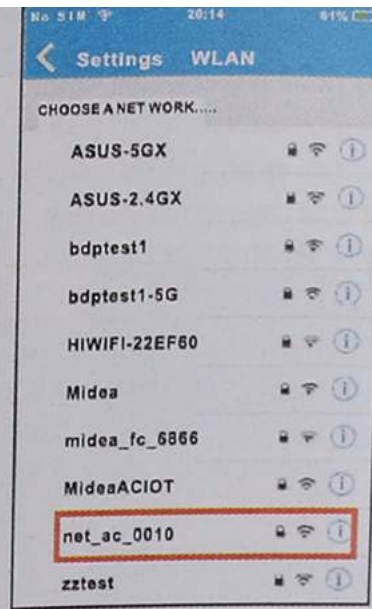 No SIM 20:14 61%
Settings WLAN
CHOOSE A NET WORK.....
ASUS-5GX
ASUS-2.4GX
bdptest1
bdptest1-5G
HIWIFI-22EF60
Midea
midea_fc_6866
MideaACIOT
net_ac_0010
zztest